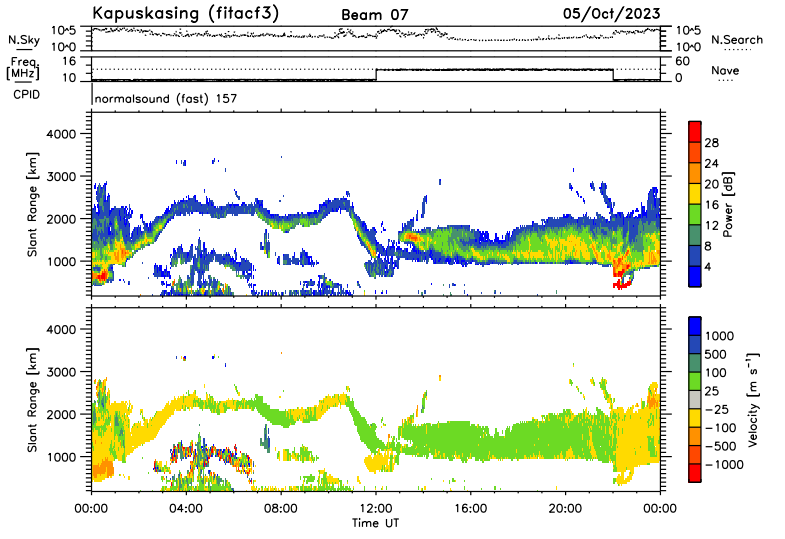 Kapuskasing (fitacf3) Beam 07 05/Oct/2023
N.Sky 10^5 10^0 10^5 10^0 N.Search
Freq. [MHz] 16 10 60 0 Nave
CPID normalsound (fast) 157
Slant Range [km]
4000
3000
2000
1000
28
24
20
16
12
8
4
Power [dB]
Slant Range [km]
4000
3000
2000
1000
1000
500
100
25
-25
-100
-500
-1000
Velocity [m s^-1]
00:00 04:00 08:00 12:00 16:00 20:00 00:00
Time UT